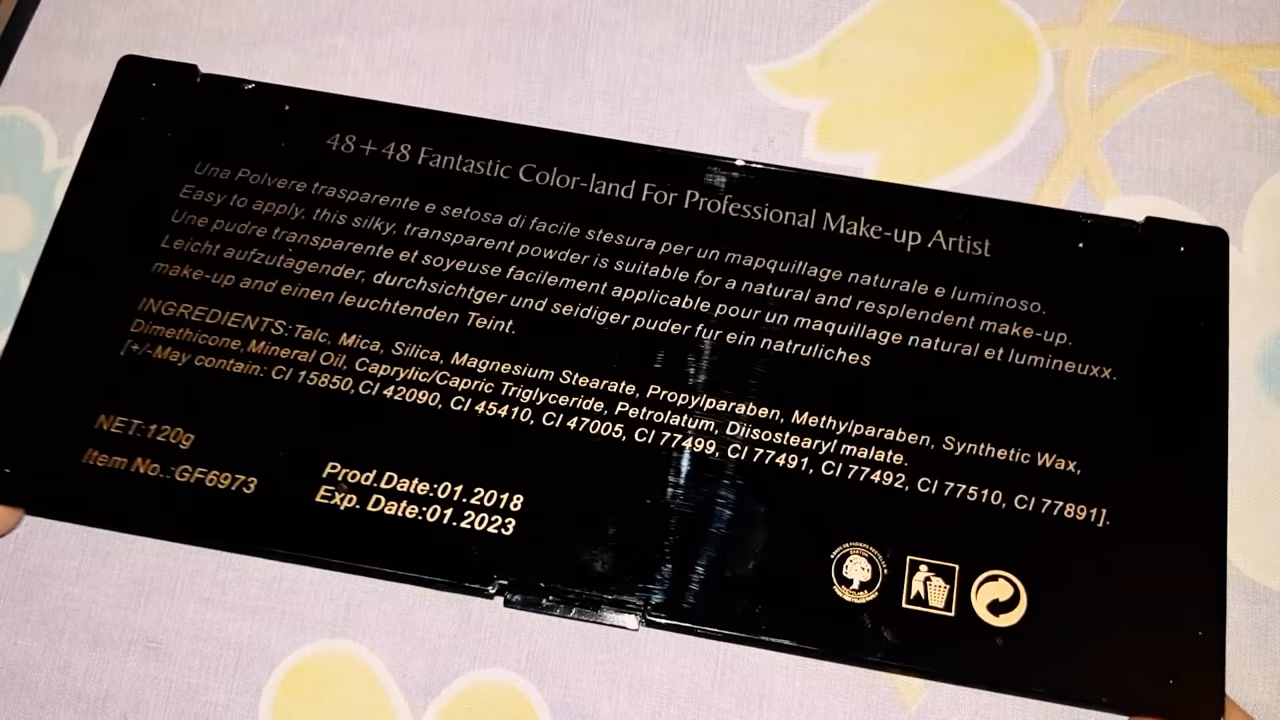 48+48 Fantastic Color-land For Professional Make-up Artist
Una Polvere trasparente e setosa di facile stesura per un mapquillage naturale e luminoso.
Easy to apply, this silky, transparent powder is suitable for a natural and resplendent make-up.
Une pudre transparente et soyeuse facilement applicable pour un maquillage natural et lumineuxx.
Leicht aufzutagender, durchsichtger und seidiger puder fur ein natruliches
make-up and einen leuchtenden Teint.
INGREDIENTS:Talc, Mica, Silica, Magnesium Stearate, Propylparaben, Methylparaben, Synthetic Wax,
Dimethicone,Mineral Oil, Caprylic/Capric Triglyceride, Petrolatum, Diisostearyl malate.
[+/-May contain: CI 15850,CI 42090, CI 45410, CI 47005, CI 77499, CI 77491, CI 77492, CI 77510, CI 77891].
NET:120g
Item No.:GF6973
Prod.Date:01.2018
Exp. Date:01.2023